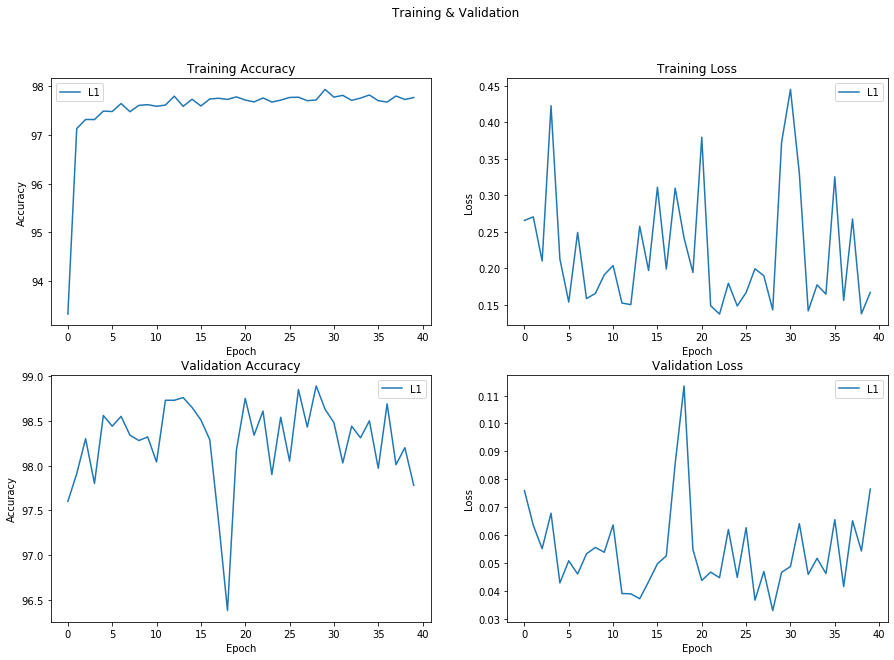 Training & Validation
Training Accuracy
98
97
96
95
94
Accuracy
L1
0 5 10 15 20 25 30 35 40
Epoch
Training Loss
0.45
0.40
0.35
0.30
0.25
0.20
0.15
Loss
L1
0 5 10 15 20 25 30 35 40
Epoch
Validation Accuracy
99.0
98.5
98.0
97.5
97.0
96.5
Accuracy
L1
0 5 10 15 20 25 30 35 40
Epoch
Validation Loss
0.11
0.10
0.09
0.08
0.07
0.06
0.05
0.04
0.03
Loss
L1
0 5 10 15 20 25 30 35 40
Epoch